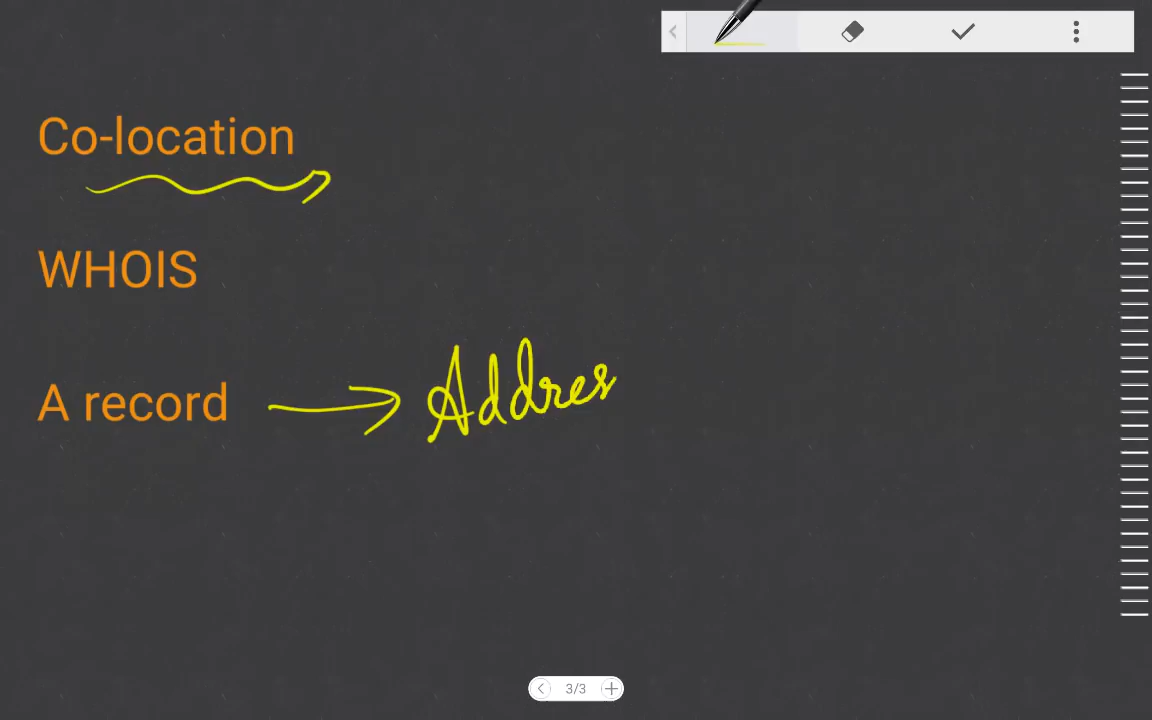 Co-location
WHOIS
A record → Addres
3/3